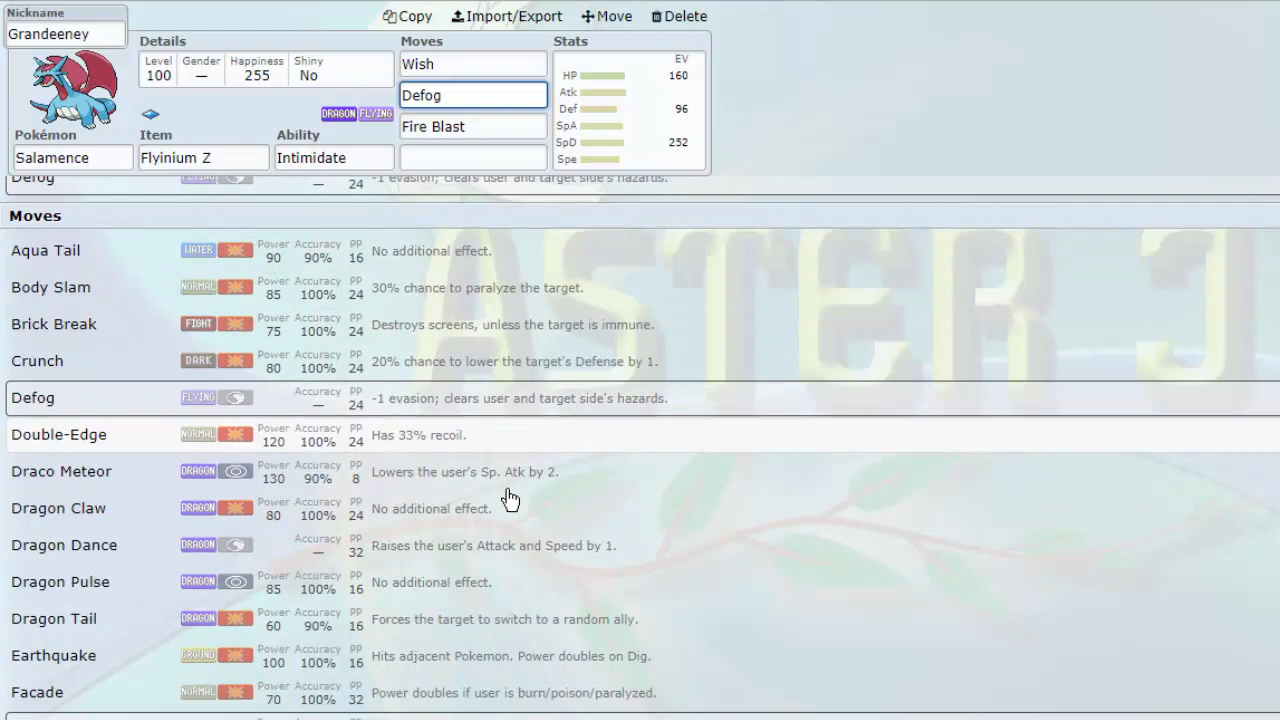 Nickname
Grandeeney
Copy Import/Export Move Delete
Details
Level Gender Happiness Shiny
100 — 255 No
DRAGON FLYING
Pokémon Item Ability
Salamence Flyinium Z Intimidate
Moves
Wish
Defog
Fire Blast
Stats
EV
HP 160
Atk
Def 96
SpA
SpD 252
Spe
Defog FLYING — 24 -1 evasion; clears user and target side's hazards.
Moves
Aqua Tail WATER Power 90 Accuracy 90% PP 16 No additional effect.
Body Slam NORMAL Power 85 Accuracy 100% PP 24 30% chance to paralyze the target.
Brick Break FIGHT Power 75 Accuracy 100% PP 24 Destroys screens, unless the target is immune.
Crunch DARK Power 80 Accuracy 100% PP 24 20% chance to lower the target's Defense by 1.
Defog FLYING Accuracy — PP 24 -1 evasion; clears user and target side's hazards.
Double-Edge NORMAL Power 120 Accuracy 100% PP 24 Has 33% recoil.
Draco Meteor DRAGON Power 130 Accuracy 90% PP 8 Lowers the user's Sp. Atk by 2.
Dragon Claw DRAGON Power 80 Accuracy 100% PP 24 No additional effect.
Dragon Dance DRAGON Accuracy — PP 32 Raises the user's Attack and Speed by 1.
Dragon Pulse DRAGON Power 85 Accuracy 100% PP 16 No additional effect.
Dragon Tail DRAGON Power 60 Accuracy 90% PP 16 Forces the target to switch to a random ally.
Earthquake GROUND Power 100 Accuracy 100% PP 16 Hits adjacent Pokemon. Power doubles on Dig.
Facade NORMAL Power 70 Accuracy 100% PP 32 Power doubles if user is burn/poison/paralyzed.
ASTER J